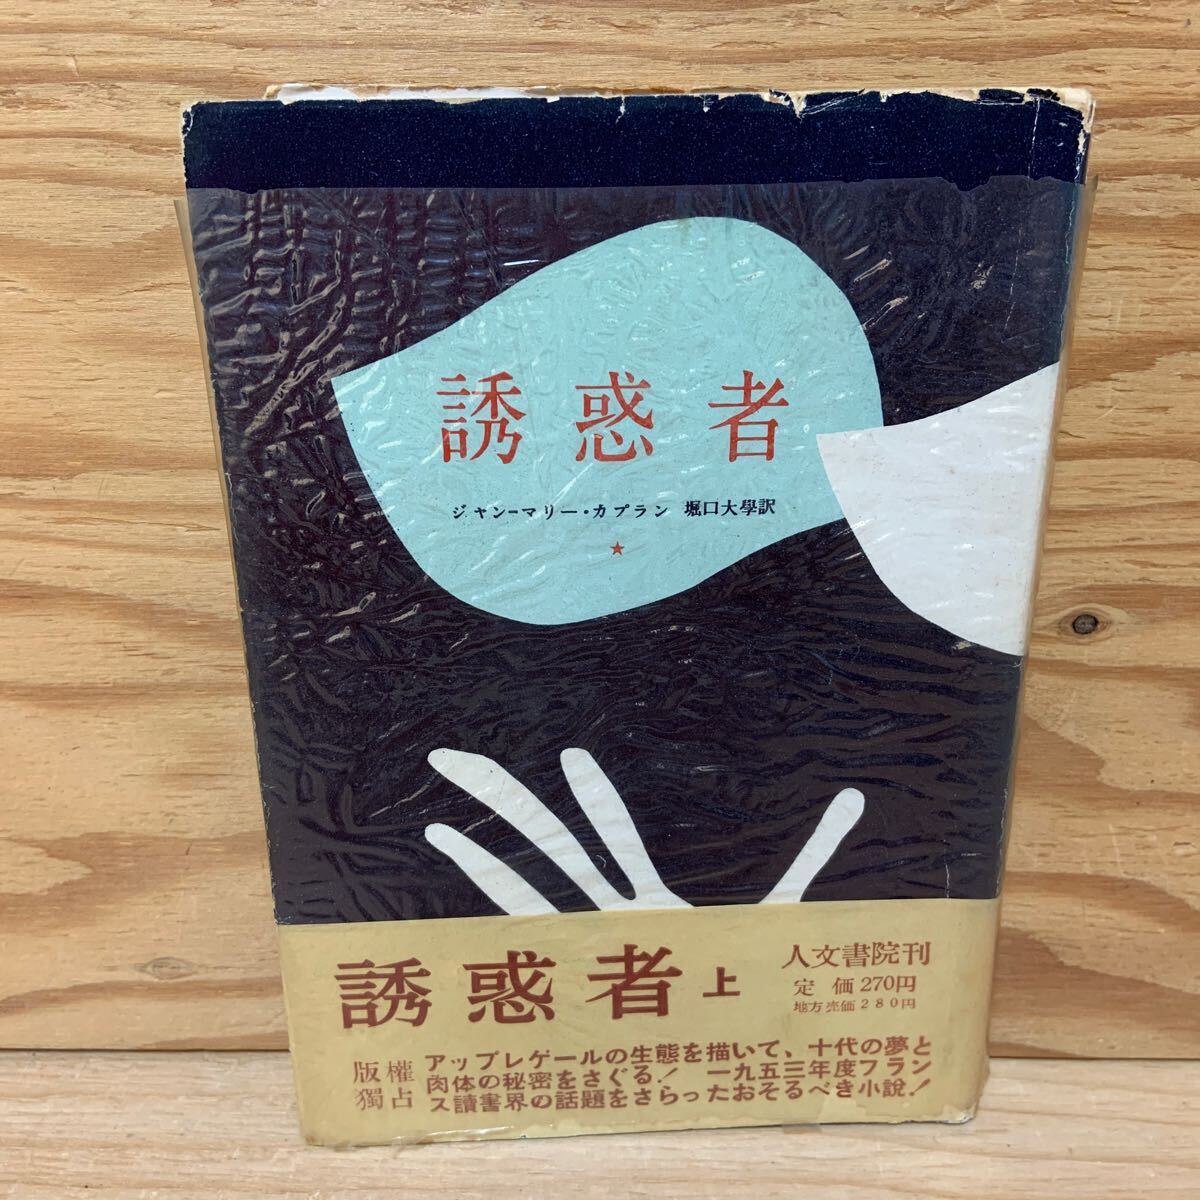 誘惑者
ジャン=マリー・カプラン 堀口大學訳
★
誘惑者 上
人文書院刊
定価 270円
地方売価280円
版權
獨占
アップレゲールの生態を描いて、十代の夢と
肉体の秘密をさぐる! 一九五三年度フラン
ス讀書界の話題をさらったおそるべき小説!